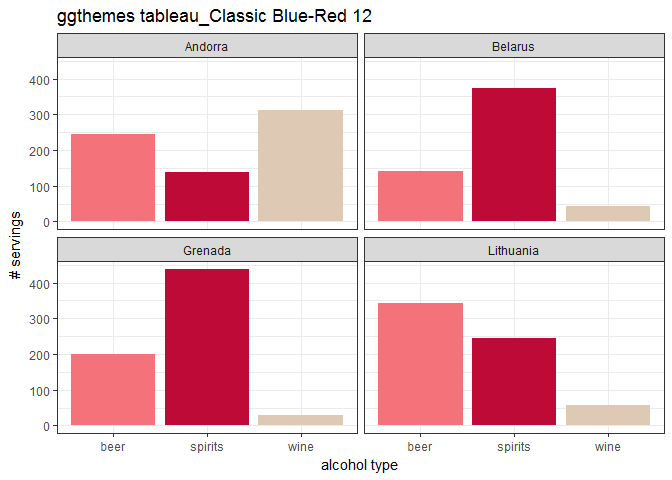 ggthemes tableau_Classic Blue-Red 12
Andorra
Belarus
400
300
200
100
0
Grenada
Lithuania
400
300
200
100
0
# servings
beer spirits wine
beer spirits wine
alcohol type